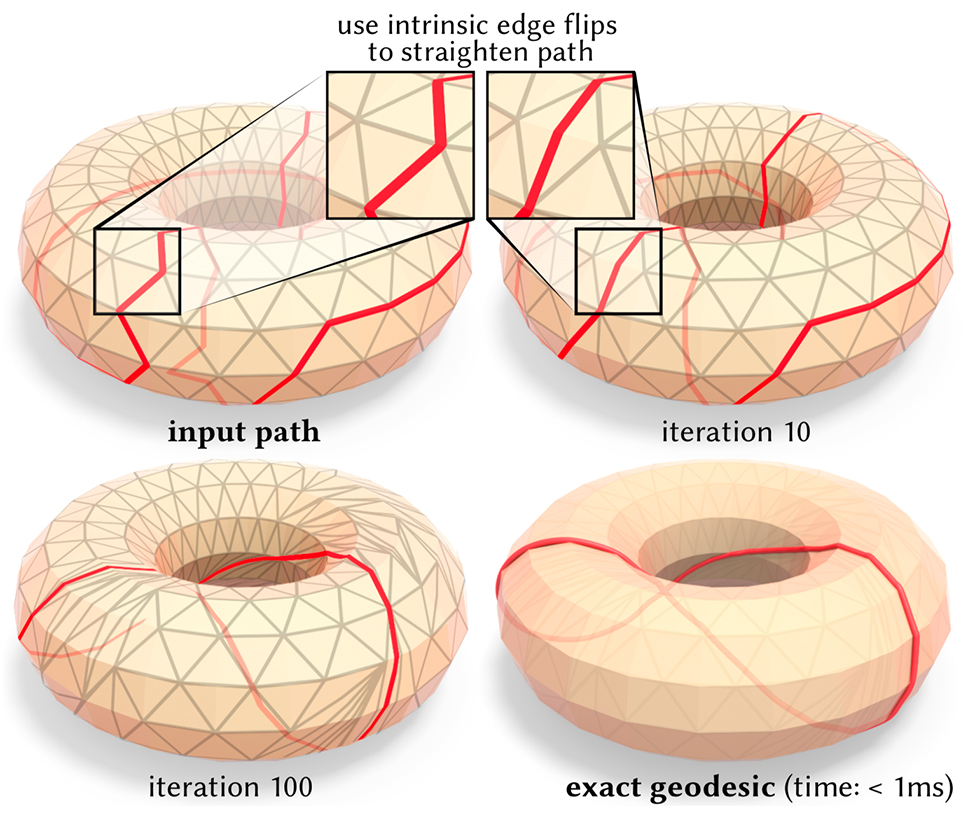 use intrinsic edge flips
to straighten path
input path
iteration 10
iteration 100
exact geodesic (time: < 1ms)